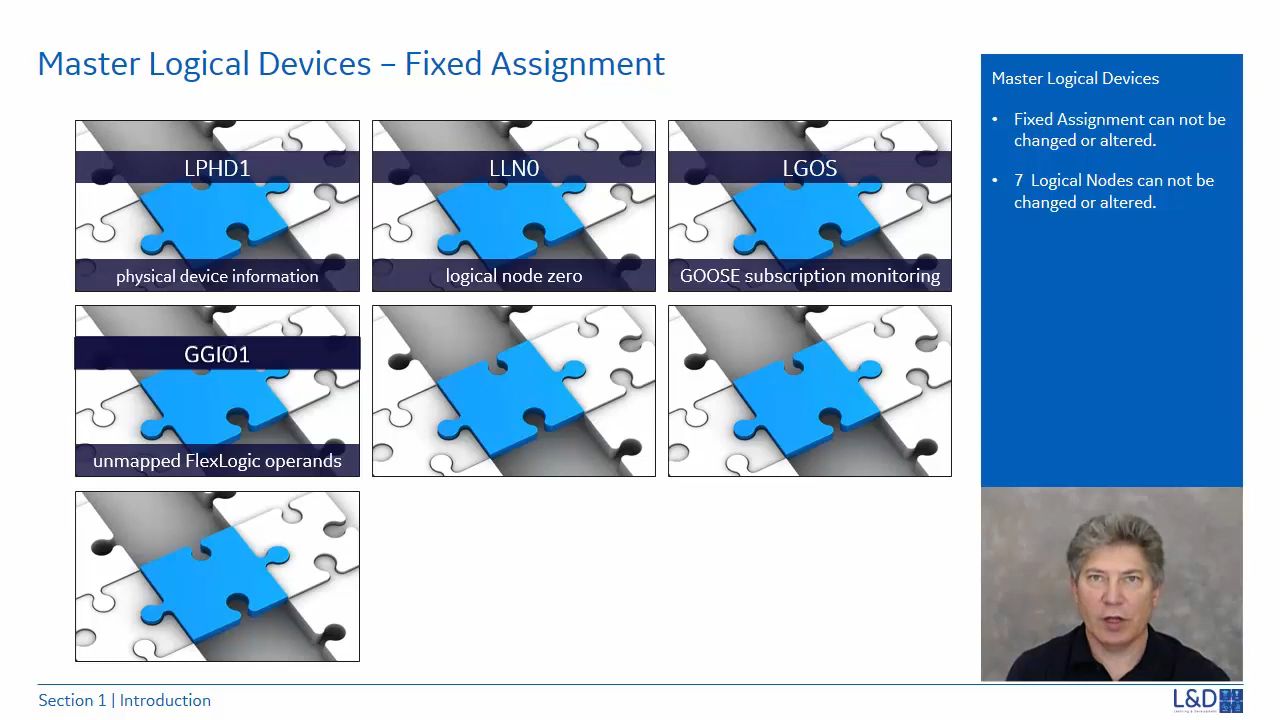 Master Logical Devices – Fixed Assignment
LPHD1
physical device information
LLN0
logical node zero
LGOS
GOOSE subscription monitoring
GGIO1
unmapped FlexLogic operands
Master Logical Devices
• Fixed Assignment can not be
changed or altered.
• 7 Logical Nodes can not be
changed or altered.
Section 1 | Introduction
L&D